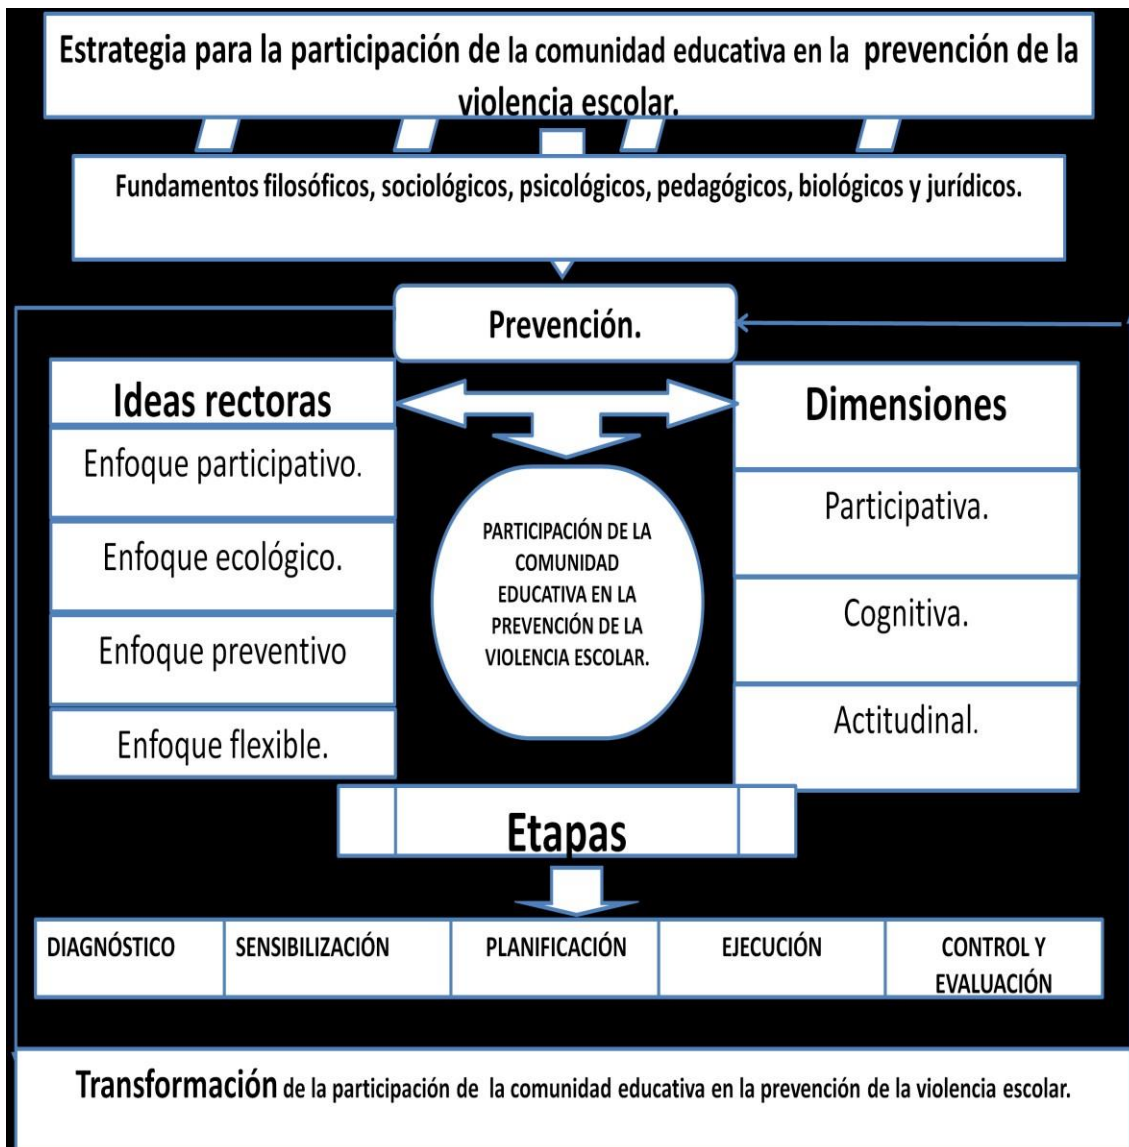 Estrategia para la participación de la comunidad educativa en la prevención de la
violencia escolar.
Fundamentos filosóficos, sociológicos, psicológicos, pedagógicos, biológicos y jurídicos.
Prevención.
Ideas rectoras
Enfoque participativo.
Enfoque ecológico.
Enfoque preventivo
Enfoque flexible.
PARTICIPACIÓN DE LA
COMUNIDAD
EDUCATIVA EN LA
PREVENCIÓN DE LA
VIOLENCIA ESCOLAR.
Dimensiones
Participativa.
Cognitiva.
Actitudinal.
Etapas
DIAGNÓSTICO
SENSIBILIZACIÓN
PLANIFICACIÓN
EJECUCIÓN
CONTROL Y
EVALUACIÓN
Transformación de la participación de la comunidad educativa en la prevención de la violencia escolar.